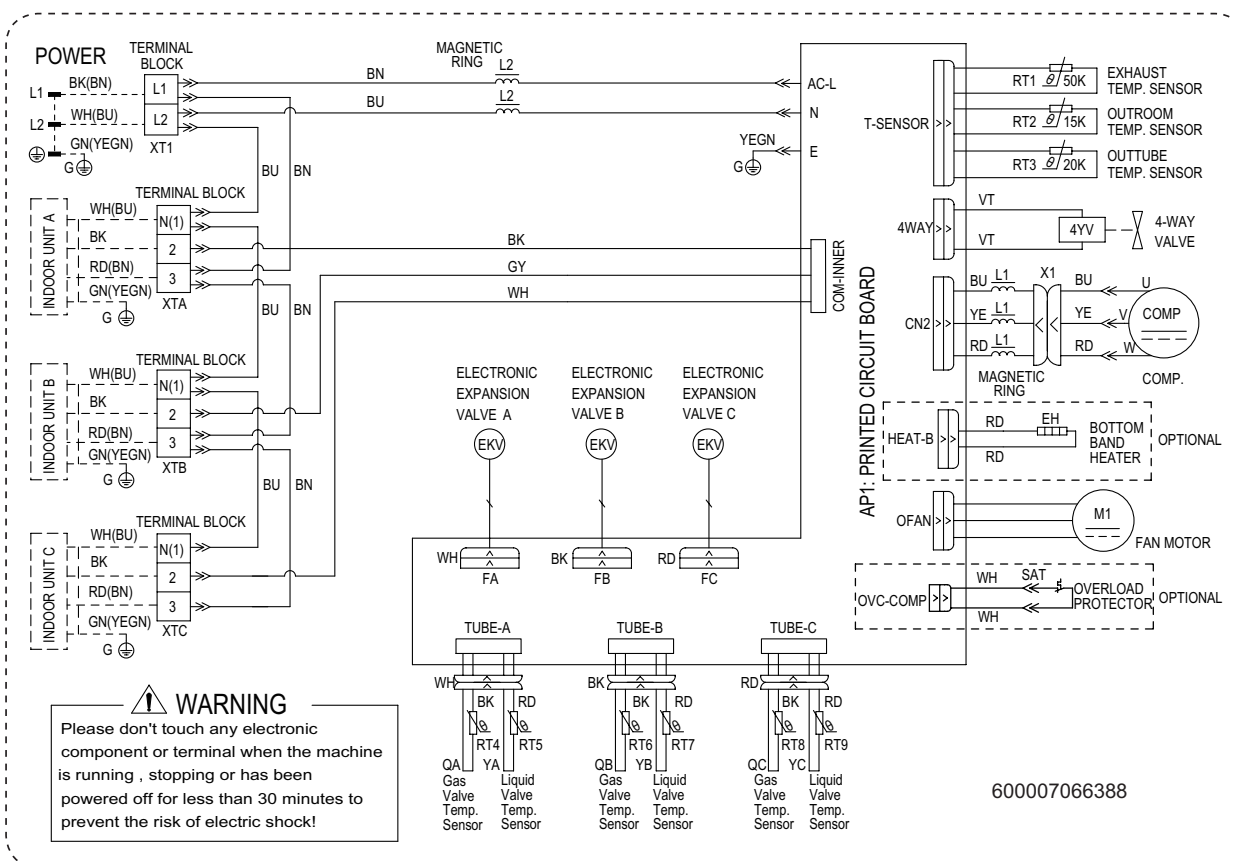 POWER
TERMINAL
BLOCK
L1
BK(BN)
L1
L2
WH(BU)
L2
GN(YEGN)
G
XT1
BN
BU
MAGNETIC
RING
L2
L2
AC-L
N
YEGN
E
G
BU
BN
INDOOR UNIT A
TERMINAL BLOCK
WH(BU)
N(1)
BK
2
RD(BN)
3
GN(YEGN)
G
XTA
BK
GY
WH
COM-INNER
BU
BN
INDOOR UNIT B
TERMINAL BLOCK
WH(BU)
N(1)
BK
2
RD(BN)
3
GN(YEGN)
G
XTB
BU
BN
INDOOR UNIT C
TERMINAL BLOCK
WH(BU)
N(1)
BK
2
RD(BN)
3
GN(YEGN)
G
XTC
ELECTRONIC
EXPANSION
VALVE A
EKV
WH
FA
ELECTRONIC
EXPANSION
VALVE B
EKV
BK
FB
ELECTRONIC
EXPANSION
VALVE C
EKV
RD
FC
AP1: PRINTED CIRCUIT BOARD
T-SENSOR
RT1 θ 50K
EXHAUST
TEMP. SENSOR
RT2 θ 15K
OUTROOM
TEMP. SENSOR
RT3 θ 20K
OUTTUBE
TEMP. SENSOR
4WAY
VT
VT
4YV
4-WAY
VALVE
CN2
BU L1
YE L1
RD L1
MAGNETIC
RING
X1
BU U
YE V
RD W
COMP
COMP.
HEAT-B
RD
RD
EH
BOTTOM
BAND
HEATER
OPTIONAL
OFAN
M1
FAN MOTOR
OVC-COMP
WH
WH
SAT
OVERLOAD
PROTECTOR
OPTIONAL
TUBE-A
WH
BK
RD
θ
θ
RT4
RT5
QA
YA
Gas
Valve
Temp.
Sensor
Liquid
Valve
Temp.
Sensor
TUBE-B
BK
BK
RD
θ
θ
RT6
RT7
QB
YB
Gas
Valve
Temp.
Sensor
Liquid
Valve
Temp.
Sensor
TUBE-C
RD
BK
RD
θ
θ
RT8
RT9
QC
YC
Gas
Valve
Temp.
Sensor
Liquid
Valve
Temp.
Sensor
WARNING
Please don't touch any electronic
component or terminal when the machine
is running , stopping or has been
powered off for less than 30 minutes to
prevent the risk of electric shock!
600007066388